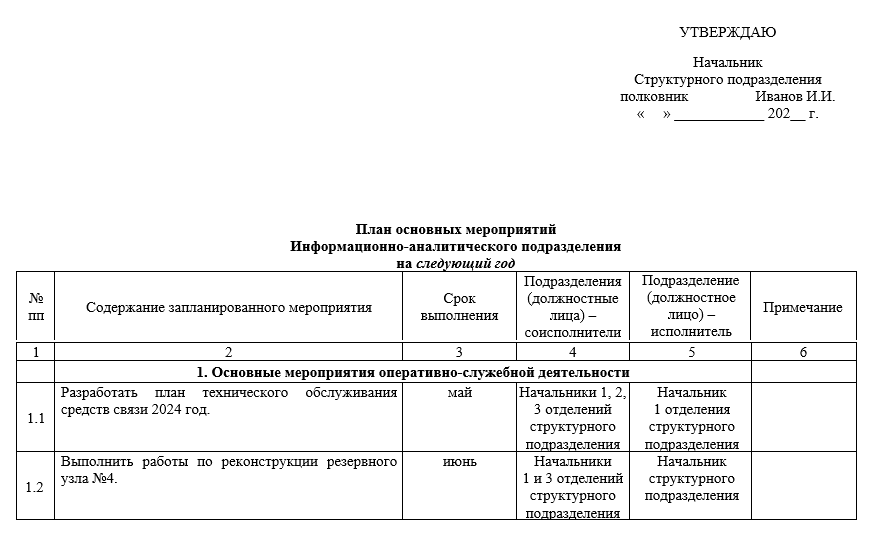 УТВЕРЖДАЮ
Начальник
Структурного подразделения
полковник Иванов И.И.
« » ____________ 202__ г.
План основных мероприятий
Информационно-аналитического подразделения
на следующий год
№ пп
Содержание запланированного мероприятия
Срок
выполнения
Подразделения
(должностные
лица) –
соисполнители
Подразделение
(должностное
лицо) –
исполнитель
Примечание
1 2 3 4 5 6
1. Основные мероприятия оперативно-служебной деятельности
1.1
Разработать план технического обслуживания
средств связи 2024 год.
май
Начальники 1, 2,
3 отделений
структурного
подразделения
Начальник
1 отделения
структурного
подразделения
1.2
Выполнить работы по реконструкции резервного
узла №4.
июнь
Начальники
1 и 3 отделений
структурного
подразделения
Начальник
структурного
подразделения